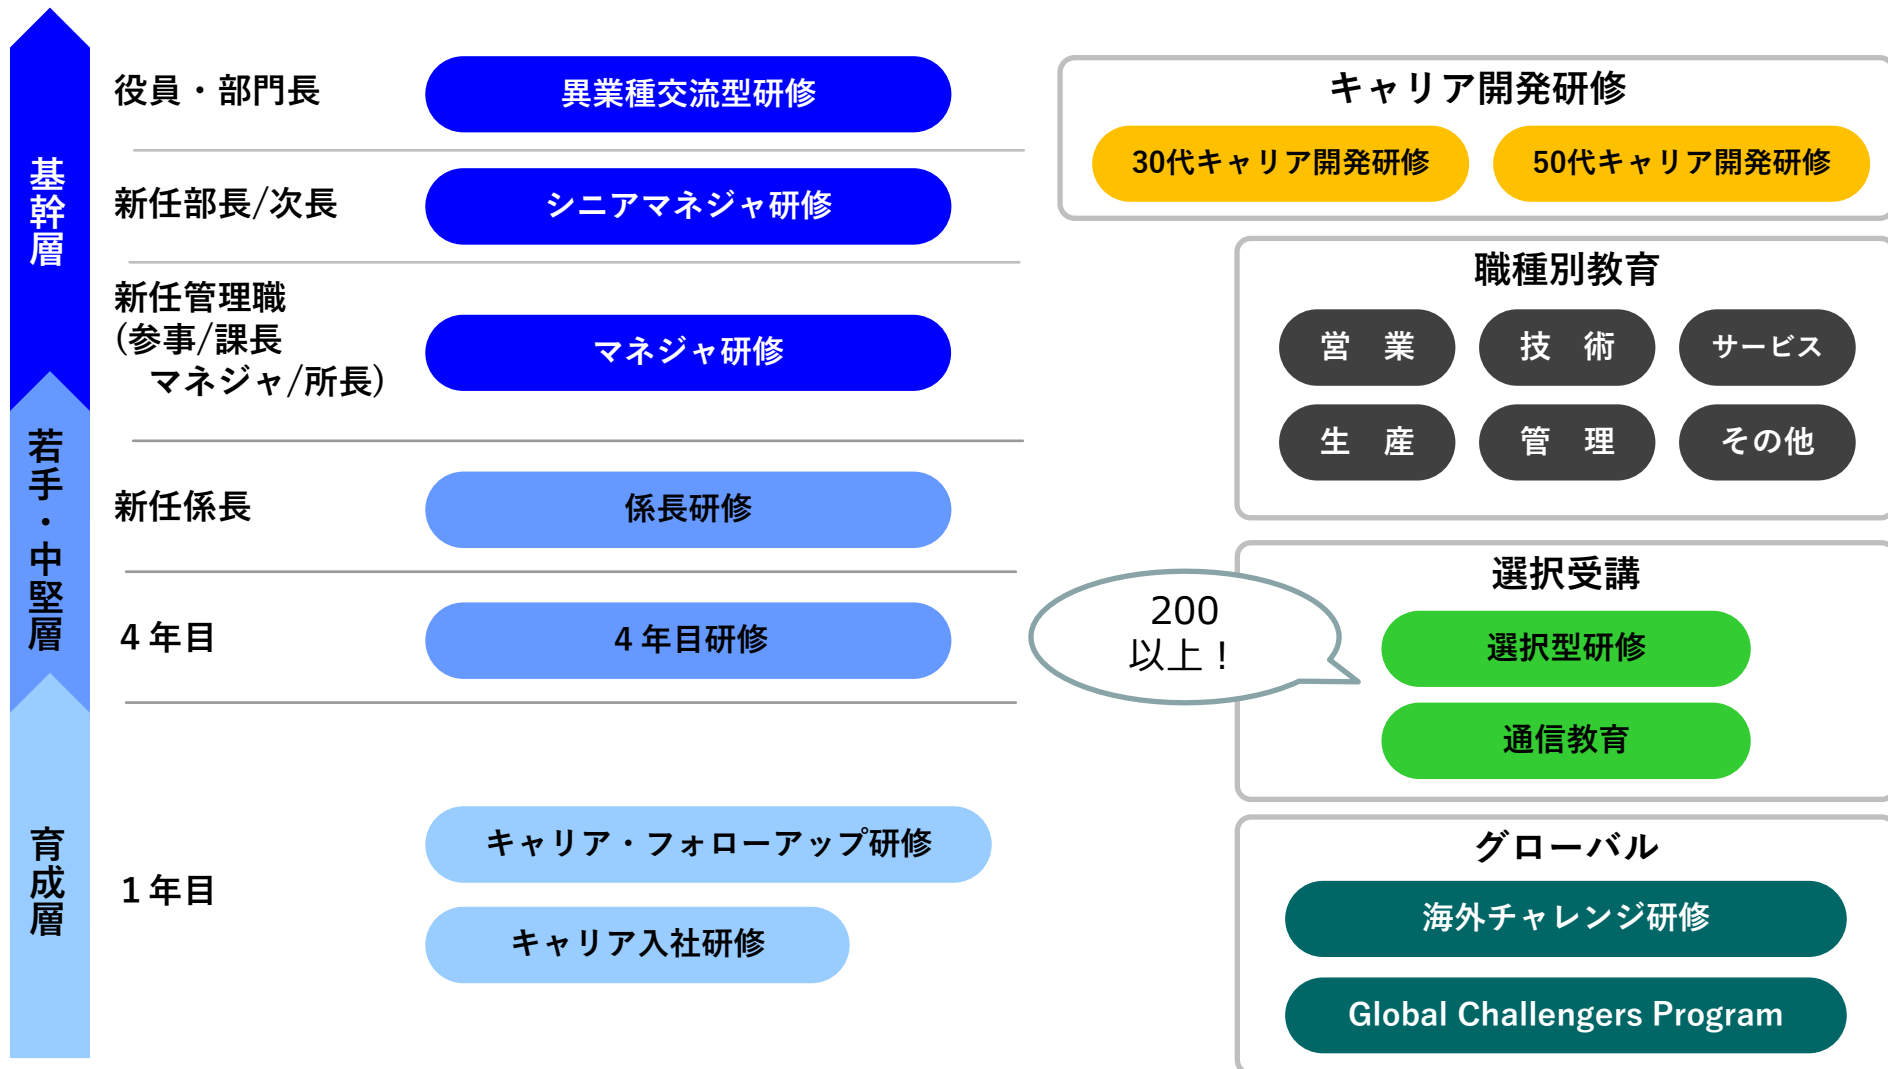 基幹層
若手・中堅層
育成層
役員・部門長
異業種交流型研修
新任部長/次長
シニアマネジャ研修
新任管理職
(参事/課長
マネジャ/所長)
マネジャ研修
新任係長
係長研修
4年目
4年目研修
1年目
キャリア・フォローアップ研修
キャリア入社研修
キャリア開発研修
30代キャリア開発研修
50代キャリア開発研修
職種別教育
営　業
技　術
サービス
生　産
管　理
その他
選択受講
200
以上！
選択型研修
通信教育
グローバル
海外チャレンジ研修
Global Challengers Program